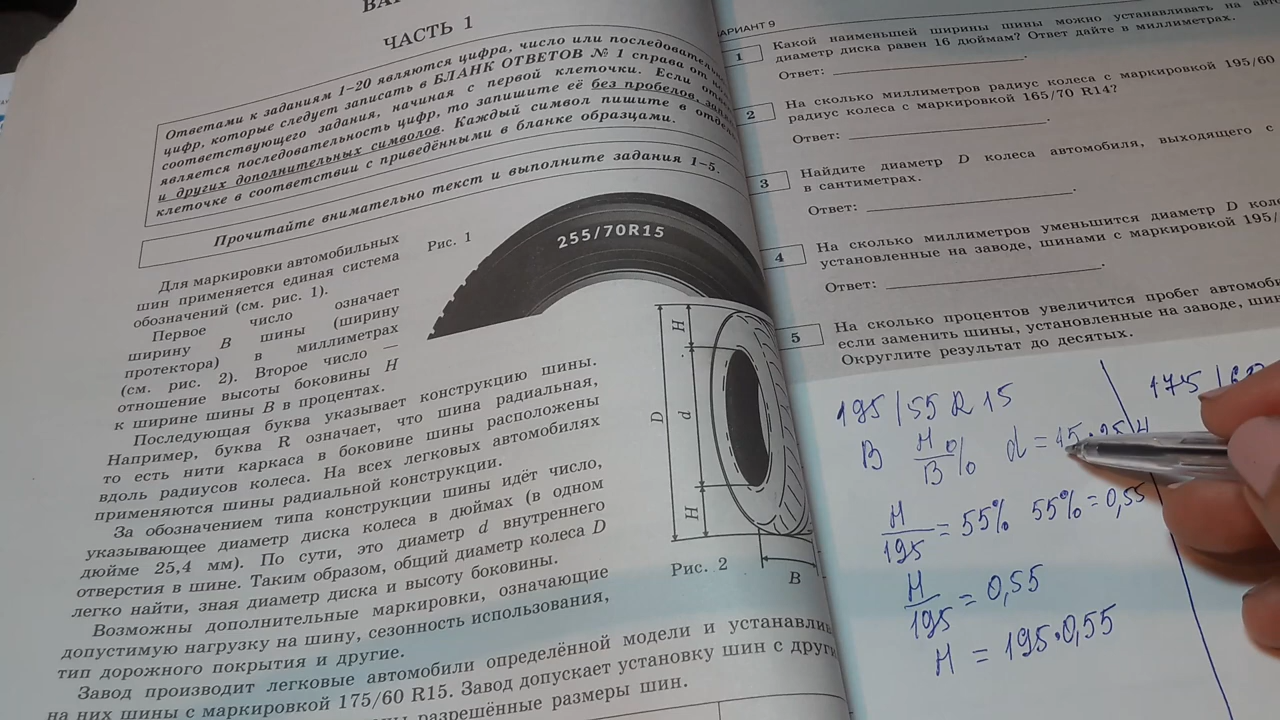 ЧАСТЬ 1
Ответами к заданиям 1–20 являются цифра, число или
цифр, которые следует записать в БЛАНК ОТВЕТОВ № 1 справа от
соответствующего задания, начиная с первой клеточки. Если
является последовательность цифр, то запишите её без пробелов,
и других дополнительных символов. Каждый символ пишите в
клеточке в соответствии с приведёнными в бланке образцами.
Прочитайте внимательно текст и выполните задания 1–5.
Для маркировки автомобильных
шин применяется единая система
обозначений (см. рис. 1).
Первое число означает
ширину B шины (ширину
протектора) в миллиметрах
(см. рис. 2). Второе число —
отношение высоты боковины H
к ширине шины B в процентах.
Рис. 1
255/70R15
Последующая буква указывает конструкцию шины.
Например, буква R означает, что шина радиальная,
то есть нити каркаса в боковине шины расположены
вдоль радиусов колеса. На всех легковых автомобилях
применяются шины радиальной конструкции.
За обозначением типа конструкции шины идёт число,
указывающее диаметр диска колеса в дюймах (в одном
дюйме 25,4 мм). По сути, это диаметр d внутреннего
отверстия в шине. Таким образом, общий диаметр колеса D
легко найти, зная диаметр диска и высоту боковины.
Возможны дополнительные маркировки, означающие
допустимую нагрузку на шину, сезонность использования,
тип дорожного покрытия и другие.
H
D
d
H
B
Рис. 2
Завод производит легковые автомобили определённой модели и
на них шины с маркировкой 175/60 R15. Завод допускает установку шин с
разрешённые размеры шин.
ВАРИАНТ 9
1
Какой наименьшей ширины шины можно устанавливать на
диаметр диска равен 16 дюймам? Ответ дайте в миллиметрах.
Ответ:
2
На сколько миллиметров радиус колеса с маркировкой 195/60
радиус колеса с маркировкой 165/70 R14?
Ответ:
3
Найдите диаметр D колеса автомобиля, выходящего с
в сантиметрах.
Ответ:
4
На сколько миллиметров уменьшится диаметр D
установленные на заводе, шинами с маркировкой
Ответ:
5
На сколько процентов увеличится пробег
если заменить шины, установленные на заводе,
Округлите результат до десятых.
195/55 R 15
B H/B % d = 15·25,4
H/195 = 55% 55% = 0,55
H/195 = 0,55
H = 195·0,55
175/60